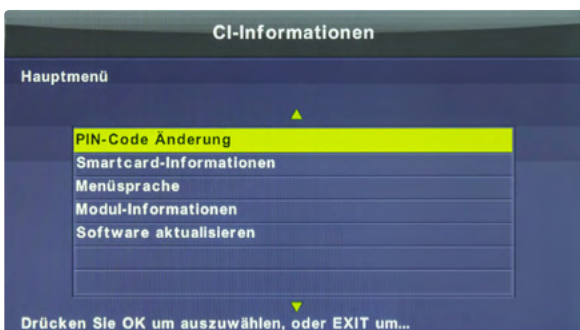 CI-Informationen
Hauptmenü
PIN-Code Änderung
Smartcard-Informationen
Menüsprache
Modul-Informationen
Software aktualisieren
Drücken Sie OK um auszuwählen, oder EXIT um...